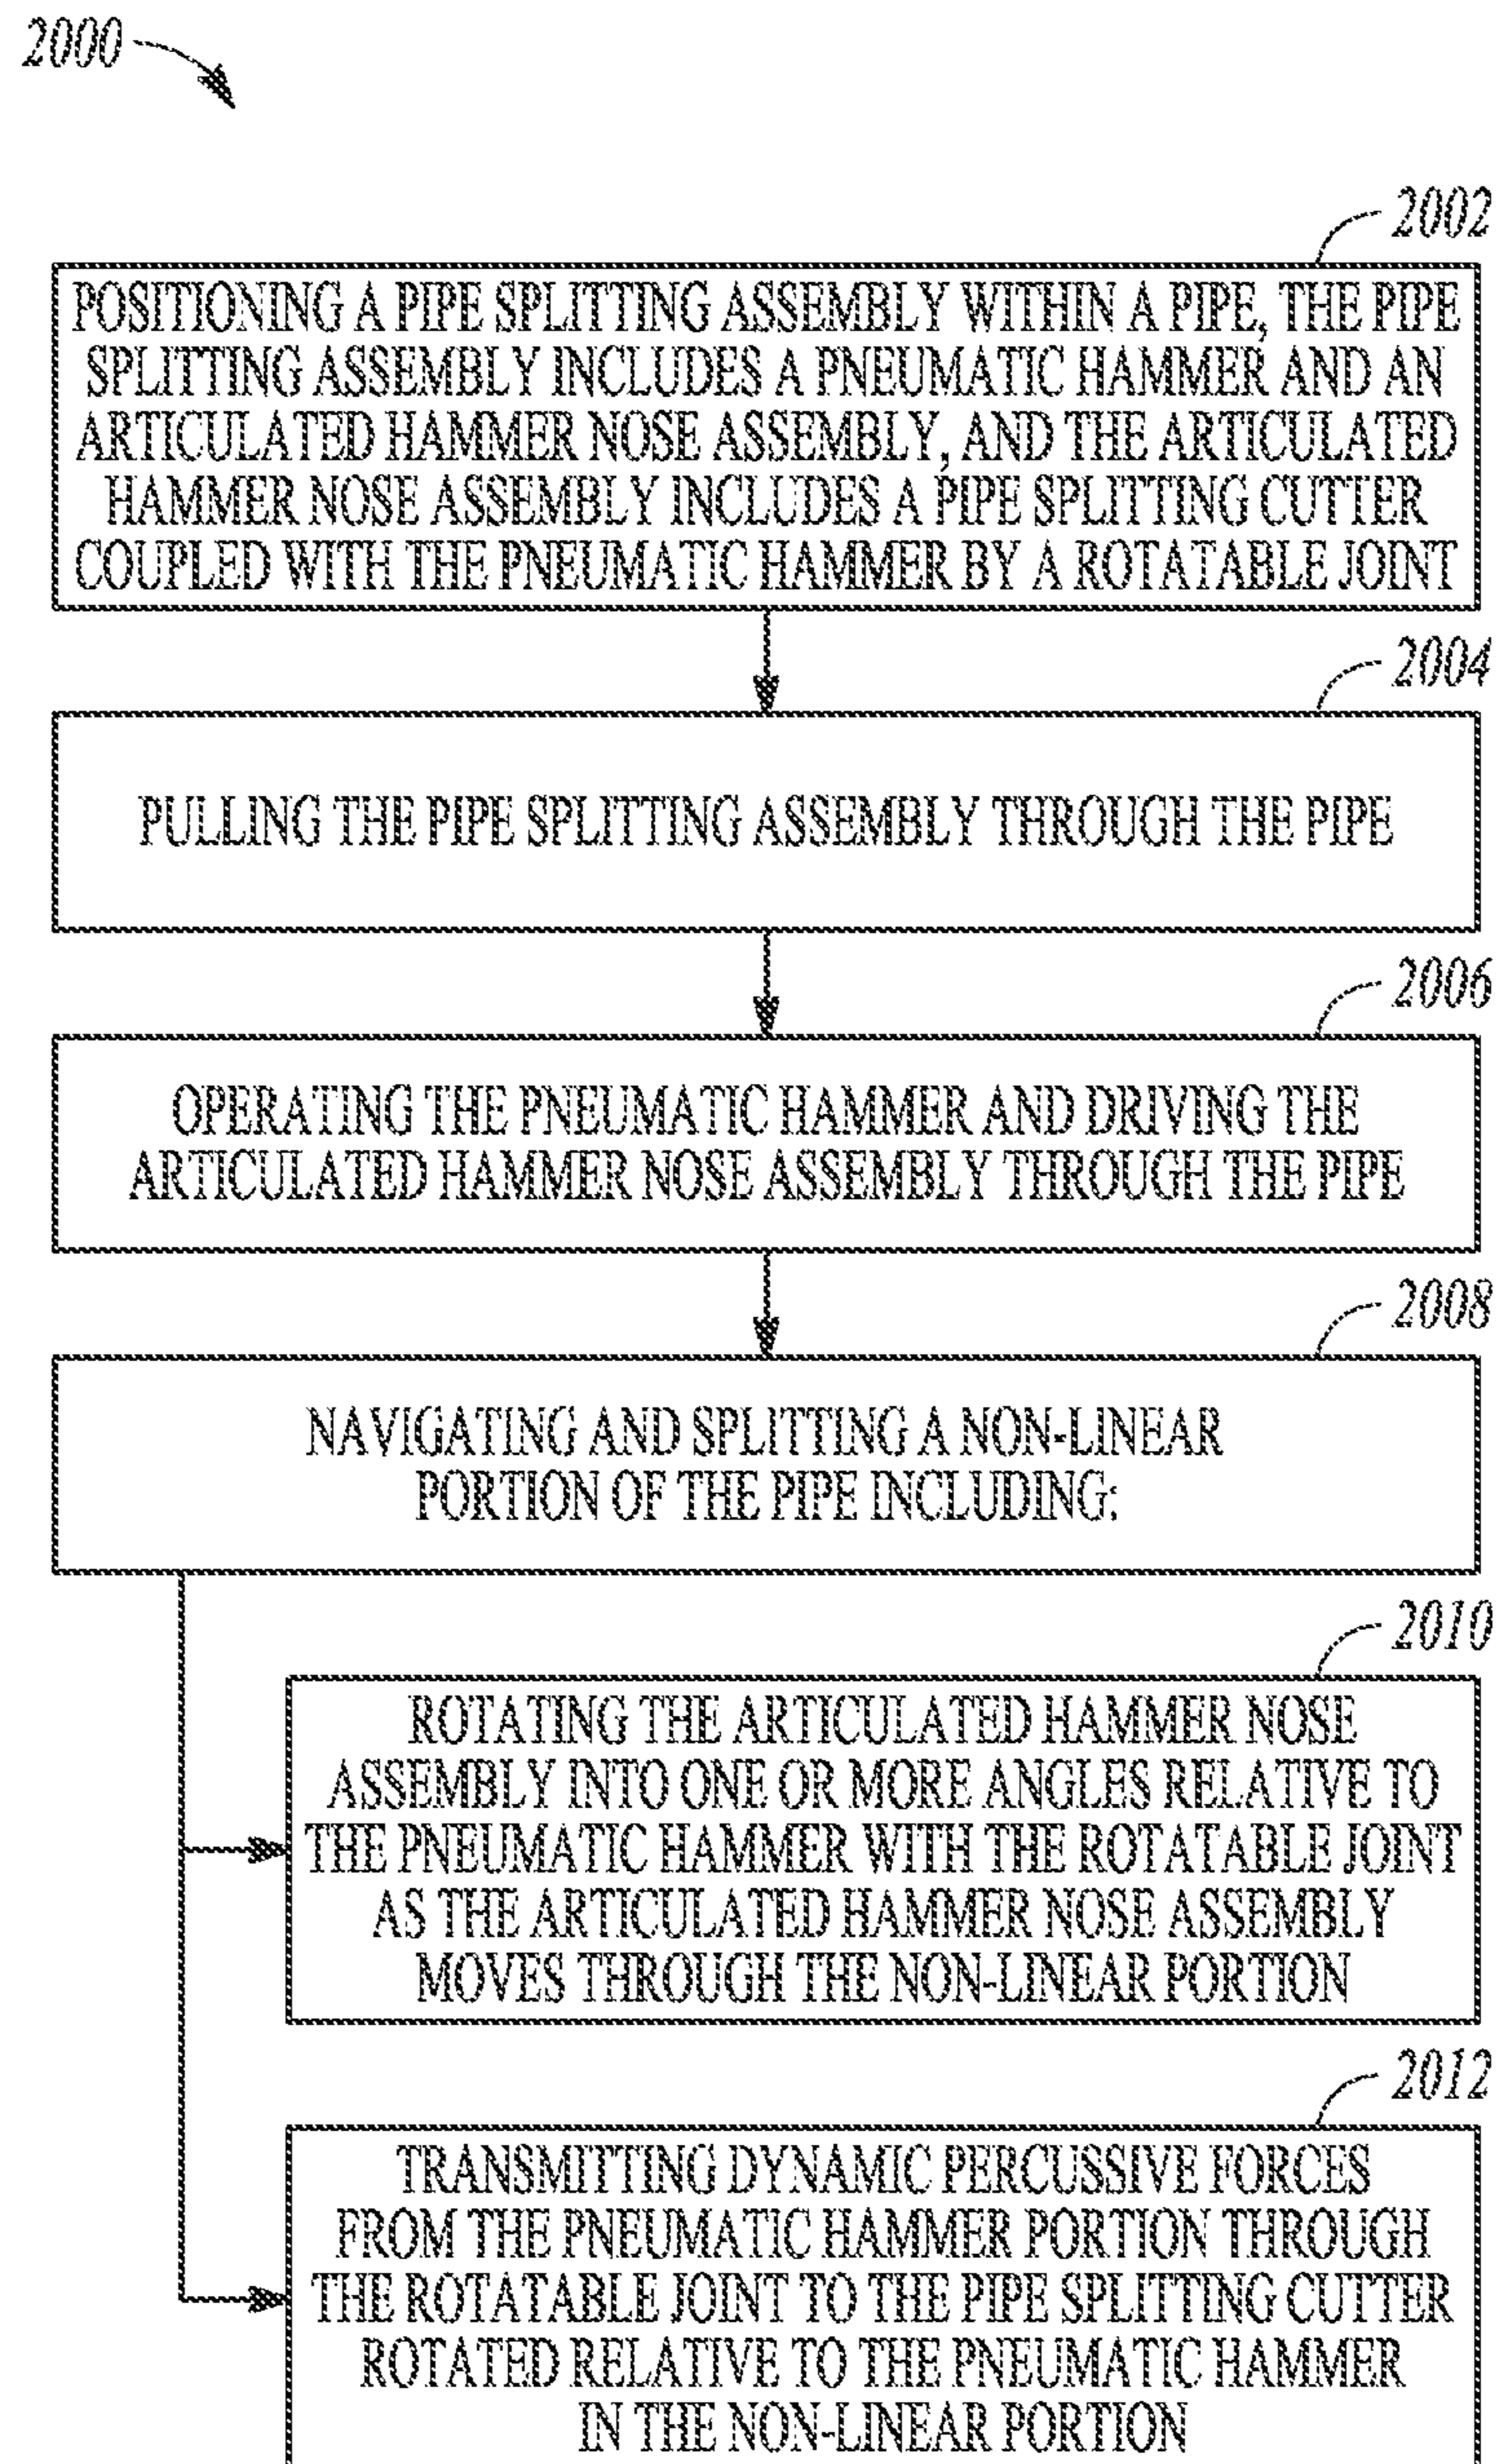 2000
2002
POSITIONING A PIPE SPLITTING ASSEMBLY WITHIN A PIPE, THE PIPE
SPLITTING ASSEMBLY INCLUDES A PNEUMATIC HAMMER AND AN
ARTICULATED HAMMER NOSE ASSEMBLY, AND THE ARTICULATED
HAMMER NOSE ASSEMBLY INCLUDES A PIPE SPLITTING CUTTER
COUPLED WITH THE PNEUMATIC HAMMER BY A ROTATABLE JOINT
2004
PULLING THE PIPE SPLITTING ASSEMBLY THROUGH THE PIPE
2006
OPERATING THE PNEUMATIC HAMMER AND DRIVING THE
ARTICULATED HAMMER NOSE ASSEMBLY THROUGH THE PIPE
2008
NAVIGATING AND SPLITTING A NON-LINEAR
PORTION OF THE PIPE INCLUDING:
2010
ROTATING THE ARTICULATED HAMMER NOSE
ASSEMBLY INTO ONE OR MORE ANGLES RELATIVE TO
THE PNEUMATIC HAMMER WITH THE ROTATABLE JOINT
AS THE ARTICULATED HAMMER NOSE ASSEMBLY
MOVES THROUGH THE NON-LINEAR PORTION
2012
TRANSMITTING DYNAMIC PERCUSSIVE FORCES
FROM THE PNEUMATIC HAMMER PORTION THROUGH
THE ROTATABLE JOINT TO THE PIPE SPLITTING CUTTER
ROTATED RELATIVE TO THE PNEUMATIC HAMMER
IN THE NON-LINEAR PORTION